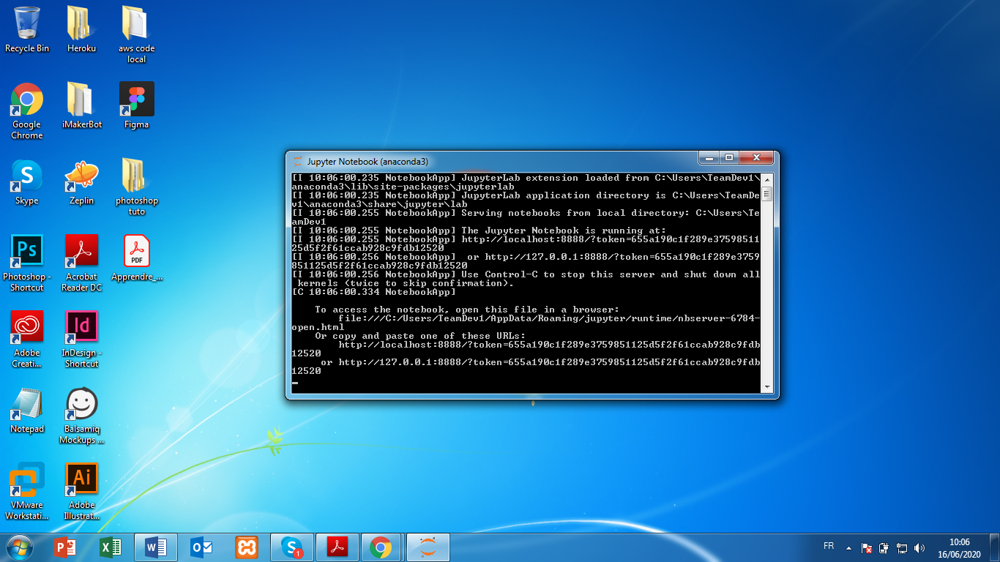 Recycle Bin
Heroku
aws code
local
Google
Chrome
iMakerBot
Figma
Skype
Zeplin
photoshop
tuto
Photoshop -
Shortcut
Acrobat
Reader DC
PDF
Apprendre_...
Adobe
Creati...
InDesign -
Shortcut
Notepad
Balsamiq
Mockups ...
VMware
Workstati...
Adobe
Illustrat...
S
Ps
Id
Ai
Jupyter Notebook (anaconda3)
[I 10:06:00.235 NotebookApp] JupyterLab extension loaded from C:\Users\TeamDev1\
anaconda3\lib\site-packages\jupyterlab
[I 10:06:00.235 NotebookApp] JupyterLab application directory is C:\Users\TeamDe
v1\anaconda3\share\jupyter\lab
[I 10:06:00.255 NotebookApp] Serving notebooks from local directory: C:\Users\Te
amDev1
[I 10:06:00.255 NotebookApp] The Jupyter Notebook is running at:
[I 10:06:00.255 NotebookApp] http://localhost:8888/?token=655a190c1f289e37598511
25d5f2f61ccab928c9fdb12520
[I 10:06:00.256 NotebookApp]  or http://127.0.0.1:8888/?token=655a190c1f289e3759
851125d5f2f61ccab928c9fdb12520
[I 10:06:00.256 NotebookApp] Use Control-C to stop this server and shut down all
 kernels (twice to skip confirmation).
[C 10:06:00.334 NotebookApp]
To access the notebook, open this file in a browser:
file:///C:/Users/TeamDev1/AppData/Roaming/jupyter/runtime/nbserver-6784-
open.html
Or copy and paste one of these URLs:
http://localhost:8888/?token=655a190c1f289e3759851125d5f2f61ccab928c9fdb
12520
or http://127.0.0.1:8888/?token=655a190c1f289e3759851125d5f2f61ccab928c9fdb
12520
1
FR
10:06
16/06/2020